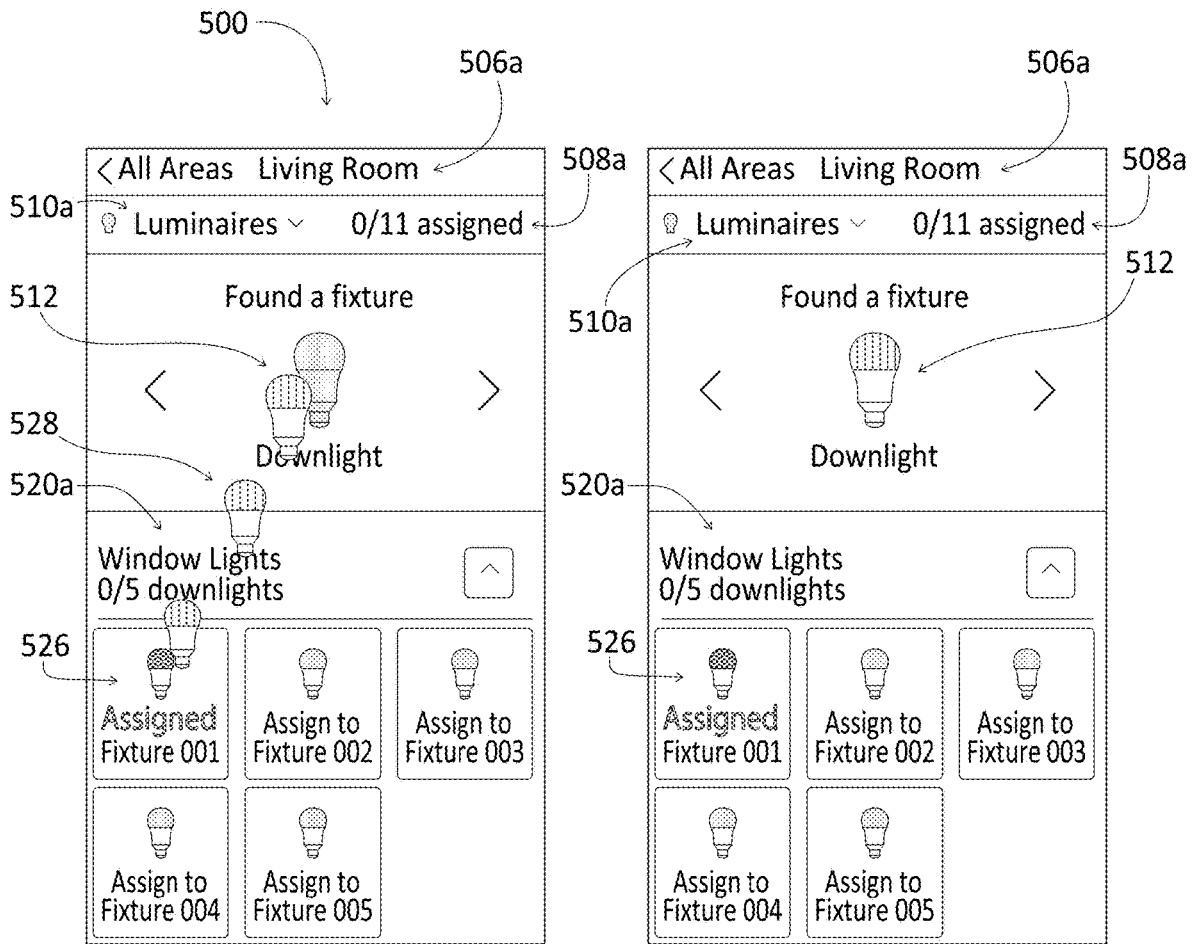 500
506a
506a
< All Areas Living Room
508a
< All Areas Living Room
508a
510a
Luminaires 0/11 assigned
Luminaires 0/11 assigned
512
Found a fixture
510a
Found a fixture
512
< >
< >
528
Downlight
Downlight
520a
520a
Window Lights
0/5 downlights
Window Lights
0/5 downlights
526
526
Assigned
Fixture 001
Assign to
Fixture 002
Assign to
Fixture 003
Assigned
Fixture 001
Assign to
Fixture 002
Assign to
Fixture 003
Assign to
Fixture 004
Assign to
Fixture 005
Assign to
Fixture 004
Assign to
Fixture 005